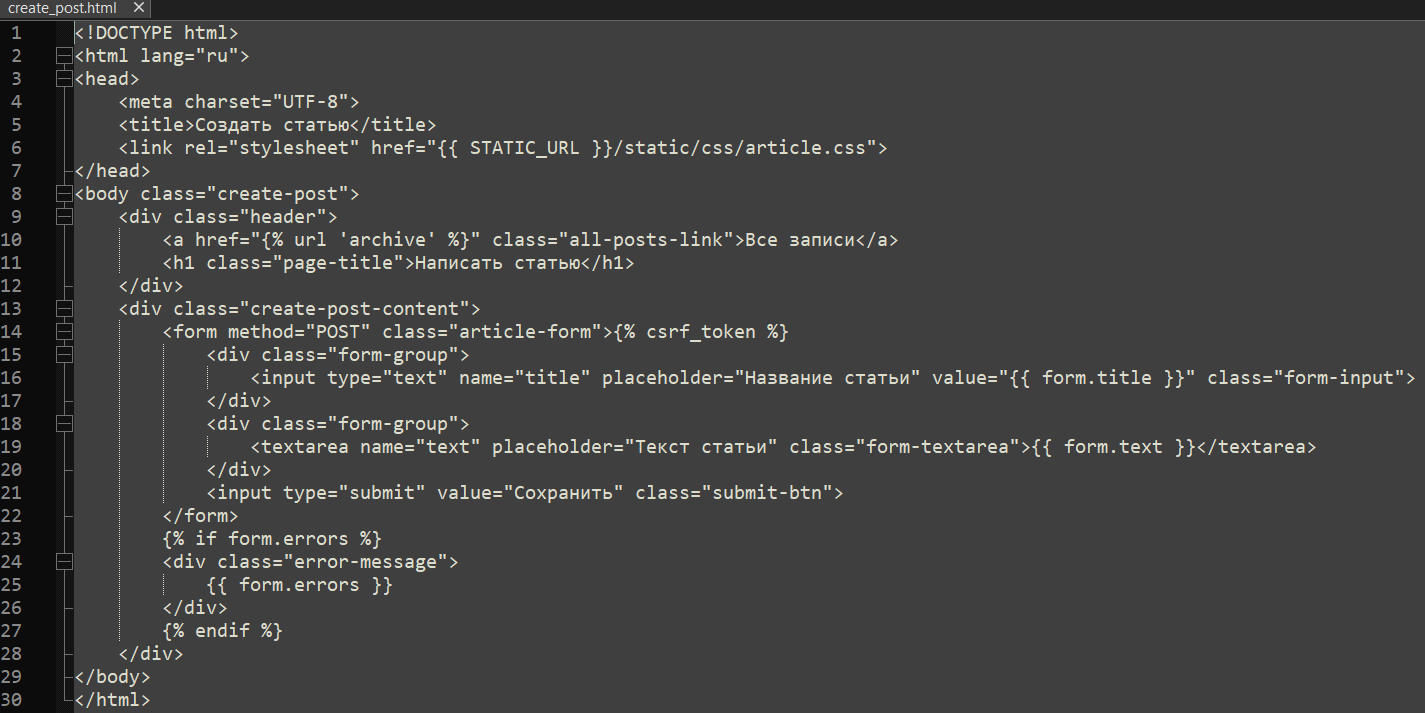 create_post.html
1 <!DOCTYPE html>
2 <html lang="ru">
3 <head>
4     <meta charset="UTF-8">
5     <title>Создать статью</title>
6     <link rel="stylesheet" href="{{ STATIC_URL }}/static/css/article.css">
7 </head>
8 <body class="create-post">
9     <div class="header">
10         <a href="{% url 'archive' %}" class="all-posts-link">Все записи</a>
11         <h1 class="page-title">Написать статью</h1>
12     </div>
13     <div class="create-post-content">
14         <form method="POST" class="article-form">{% csrf_token %}
15             <div class="form-group">
16                 <input type="text" name="title" placeholder="Название статьи" value="{{ form.title }}" class="form-input">
17             </div>
18             <div class="form-group">
19                 <textarea name="text" placeholder="Текст статьи" class="form-textarea">{{ form.text }}</textarea>
20             </div>
21             <input type="submit" value="Сохранить" class="submit-btn">
22         </form>
23         {% if form.errors %}
24         <div class="error-message">
25             {{ form.errors }}
26         </div>
27         {% endif %}
28     </div>
29 </body>
30 </html>